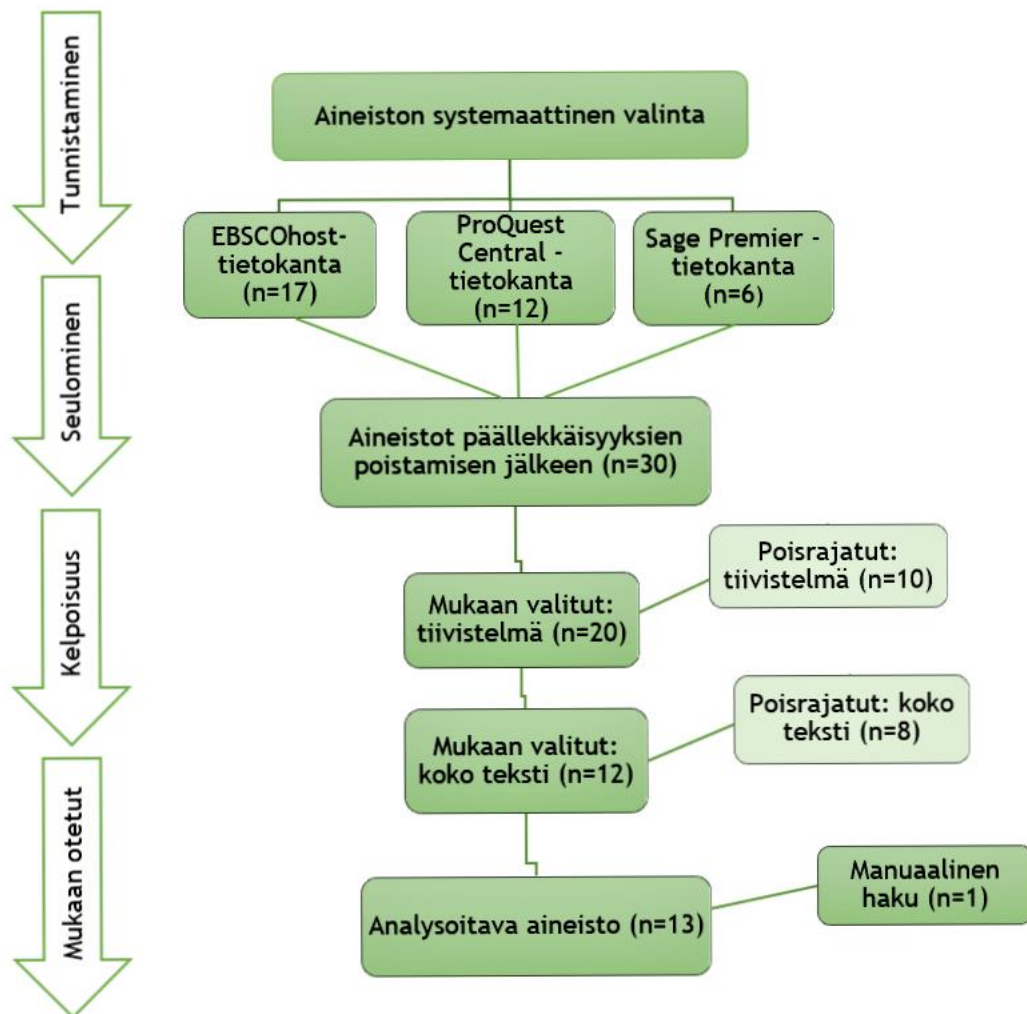 Tunnistaminen
Aineiston systemaattinen valinta
EBSCOhost-
tietokanta
(n=17)
ProQuest
Central -
tietokanta
(n=12)
Sage Premier -
tietokanta
(n=6)
Seulominen
Aineistot päällekkäisyyksien
poistamisen jälkeen (n=30)
Kelpoisuus
Poisrajatut:
tiivistelmä (n=10)
Mukaan valitut:
tiivistelmä (n=20)
Poisrajatut: koko
teksti (n=8)
Mukaan valitut:
koko teksti (n=12)
Mukaan otetut
Manuaalinen
haku (n=1)
Analysoitava aineisto (n=13)